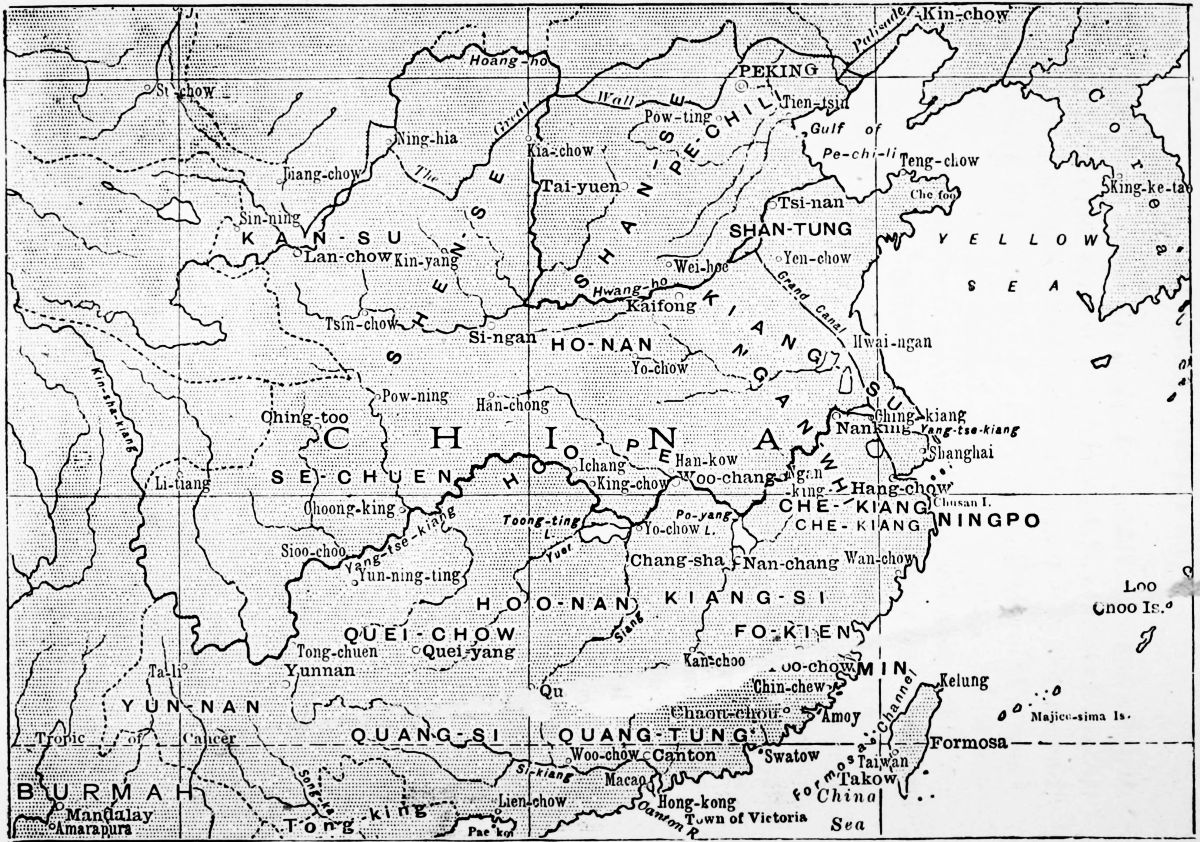 Kin-chow
Palisade
Hoang-ho
PEKING
Great
Wall
The
Su-chow
Tien-tsin
Pow-ting
PE-CHILI
Corea
Ning-hia
Kia-chow
Gulf of
Pe-chi-li
Teng-chow
Liang-chow
Tai-yuen
SHAN-SE
King-ke-tao
Che foo
Tsi-nan
Sin-ning
KAN-SU
SHEN-SE
SHAN-TUNG
YELLOW
SEA
Lan-chow
Kin-yang
Wei-hoe
Yen-chow
Hwang-ho
Grand Canal
Kaifong
KIANG-SU
Tsin-chow
Si-ngan
HO-NAN
Hwai-ngan
Yo-chow
NGAN-WHI
Kin-sha-kiang
Pow-ning
Han-chong
Ching-too
Ching-kiang
Nanking
Yang-tse-kiang
CHINA
Shanghai
HOO-PE
Ichang
Han-kow
SE-CHUEN
Li-tiang
King-chow
Woo-chang
Ngan
-king
Hang-chow
Chusan I.
CHE-KIANG
Choong-king
Toong-ting
L.
Yo-chow
Po-yang
L.
CHE-KIANG
NINGPO
Yang-tse-kiang
Sioo-choo
Yuen
Chang-sha
Nan-chang
Wan-chow
Yun-ning-ting
Loo
Choo Is.
HOO-NAN
KIANG-SI
Siang
QUEI-CHOW
FO-KIEN
Tong-chuen
Quei-yang
Kan-choo
Foo-chow
MIN
Ta-li
Yunnan
Kelung
Chin-chew
Qu
YUN-NAN
Chaou-chou
Amoy
Majico-sima Is.
Tropic of Cancer
QUANG-SI
QUANG-TUNG
Formosa Channel
Formosa
Woo-chow
Canton
Swatow
Taiwan
Si-kiang
Macao
Takow
BURMAH
Song-ka
China
Sea
Mandalay
Amarapura
Lien-chow
Hong-kong
Canton R.
Town of Victoria
Tong-king
Pae koi